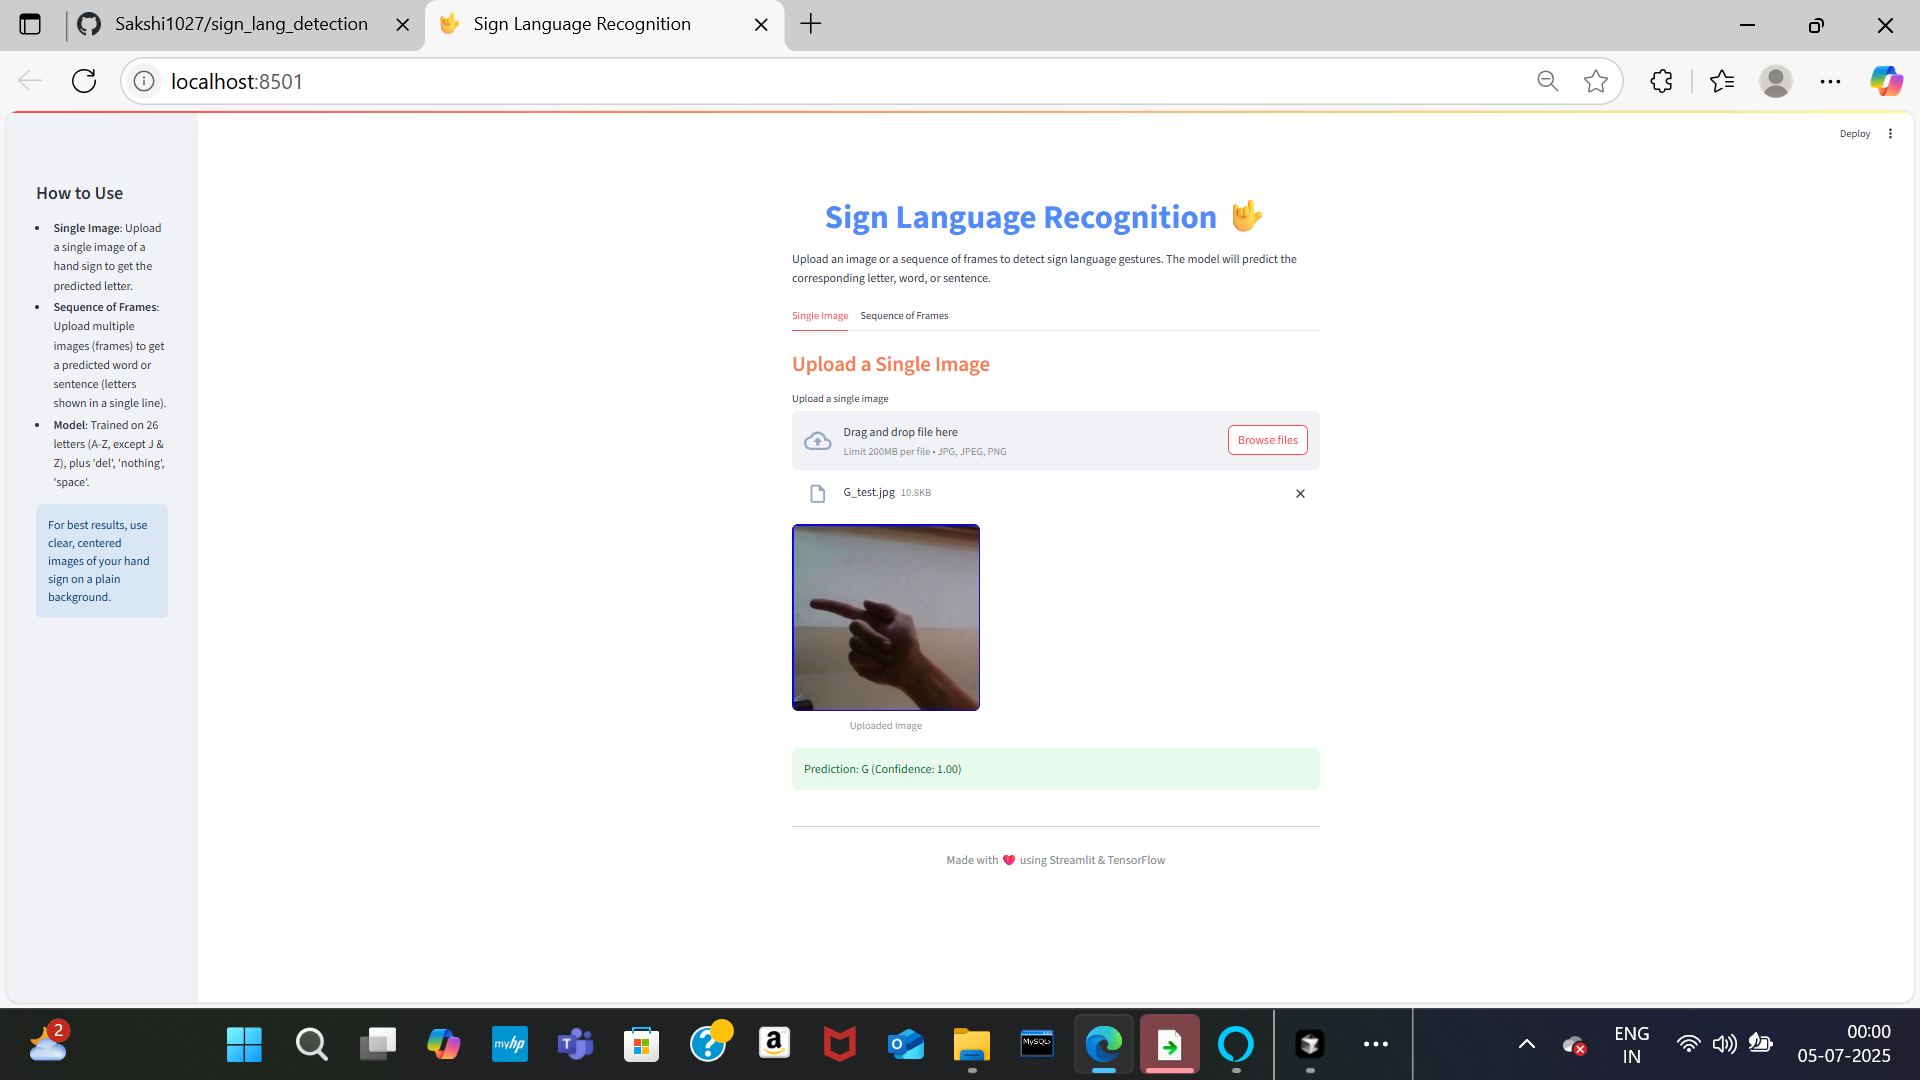 Sakshi1027/sign_lang_detection
Sign Language Recognition
localhost:8501
Deploy
How to Use
Single Image: Upload
a single image of a
hand sign to get the
predicted letter.
Sequence of Frames:
Upload multiple
images (frames) to get
a predicted word or
sentence (letters
shown in a single line).
Model: Trained on 26
letters (A-Z, except J &
Z), plus 'del', 'nothing',
'space'.
For best results, use
clear, centered
images of your hand
sign on a plain
background.
Sign Language Recognition
Upload an image or a sequence of frames to detect sign language gestures. The model will predict the
corresponding letter, word, or sentence.
Single Image
Sequence of Frames
Upload a Single Image
Upload a single image
Drag and drop file here
Limit 200MB per file • JPG, JPEG, PNG
Browse files
G_test.jpg 10.8KB
Uploaded Image
Prediction: G (Confidence: 1.00)
Made with ❤ using Streamlit & TensorFlow
2
myhp
MySQL
ENG
IN
00:00
05-07-2025